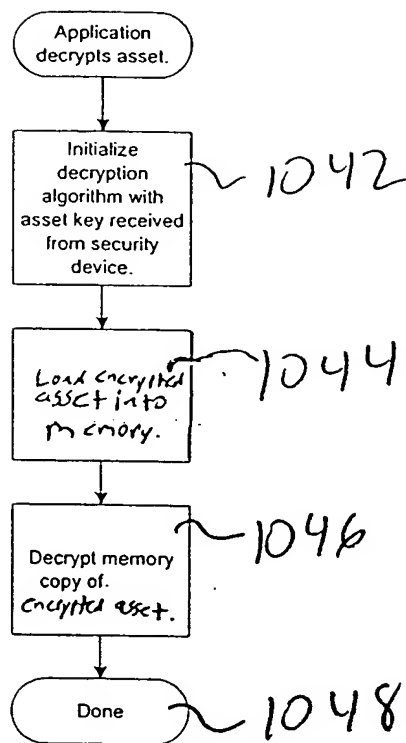 Application
decrypts asset.
Initialize
decryption
algorithm with
asset key received
from security
device.
1042
Load encrypted
asset into
memory.
1044
Decrypt memory
copy of.
encrypted asset.
1046
Done
1048